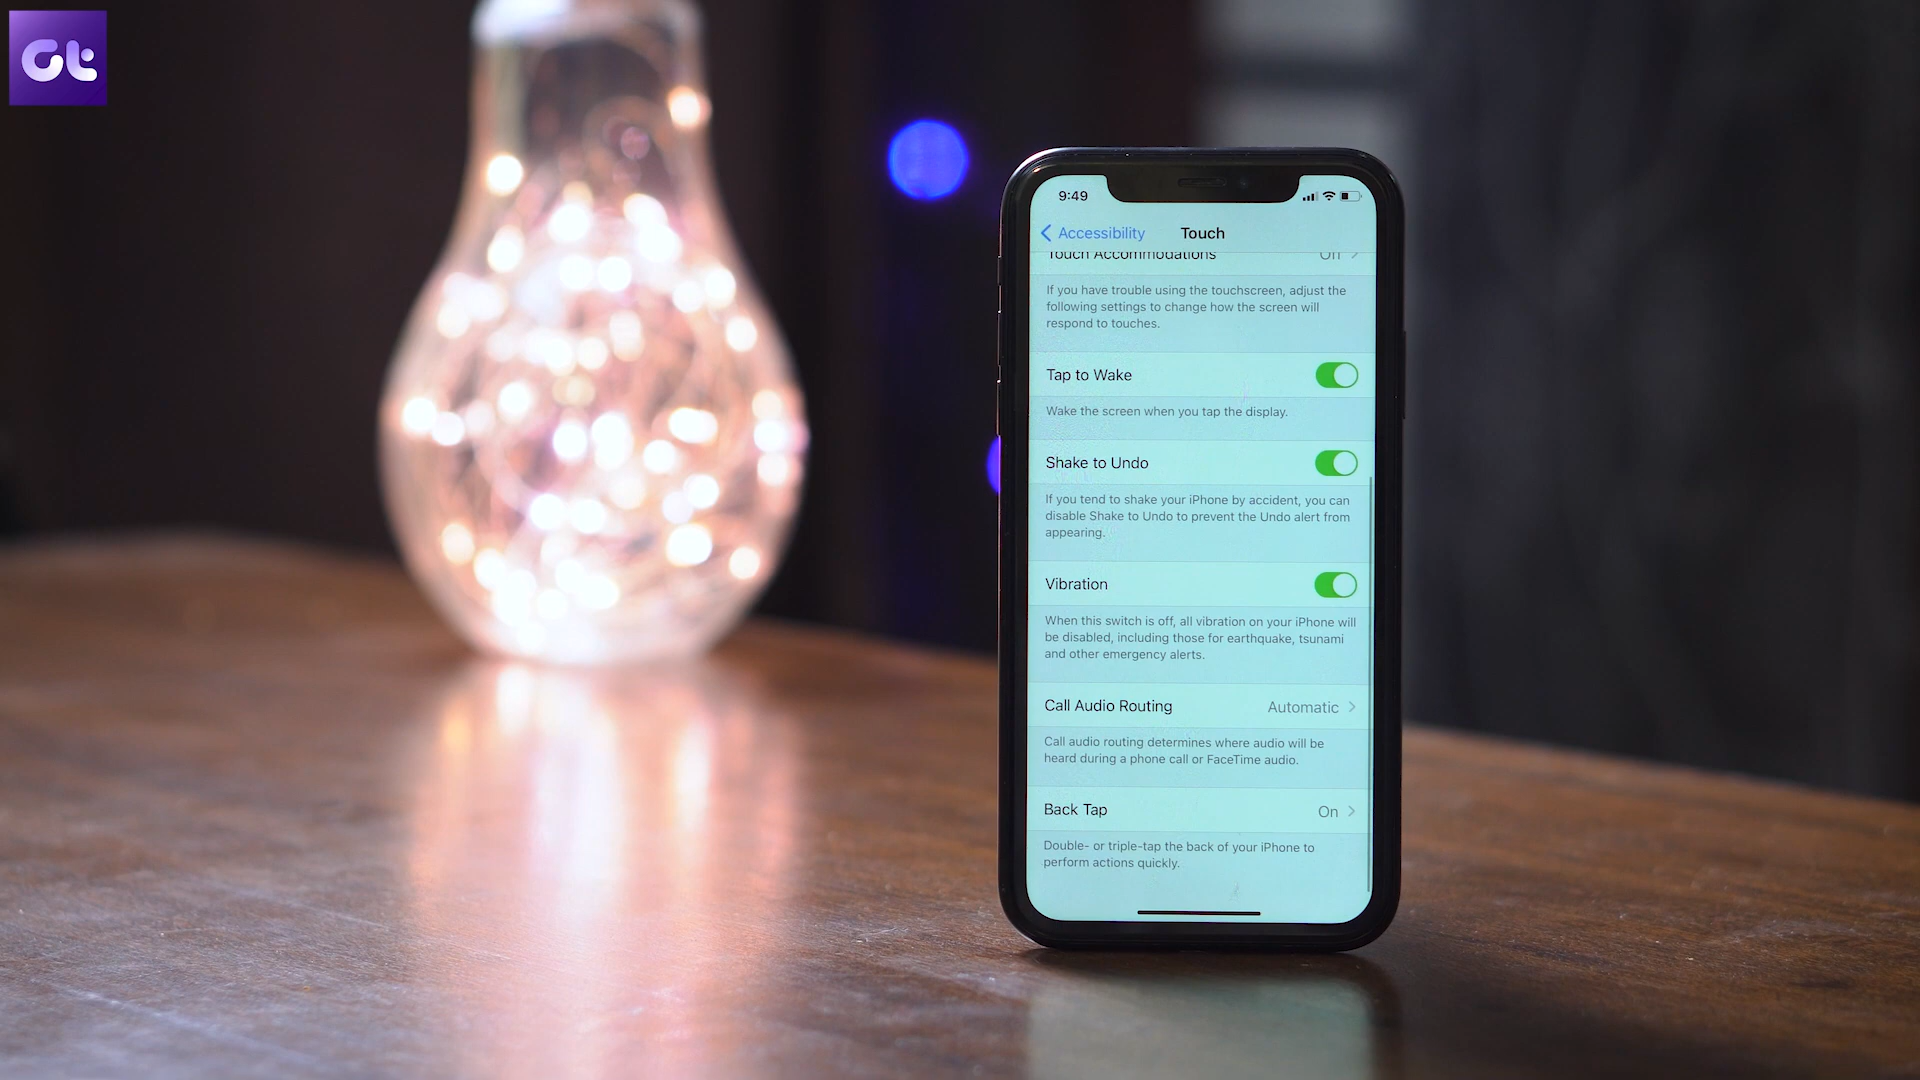 Gt
9:49
Accessibility
Touch
Touch Accommodations
Off
If you have trouble using the touchscreen, adjust the
following settings to change how the screen will
respond to touches.
Tap to Wake
Wake the screen when you tap the display.
Shake to Undo
If you tend to shake your iPhone by accident, you can
disable Shake to Undo to prevent the Undo alert from
appearing.
Vibration
When this switch is off, all vibration on your iPhone will
be disabled, including those for earthquake, tsunami
and other emergency alerts.
Call Audio Routing
Automatic
Call audio routing determines where audio will be
heard during a phone call or FaceTime audio.
Back Tap
On
Double- or triple-tap the back of your iPhone to
perform actions quickly.